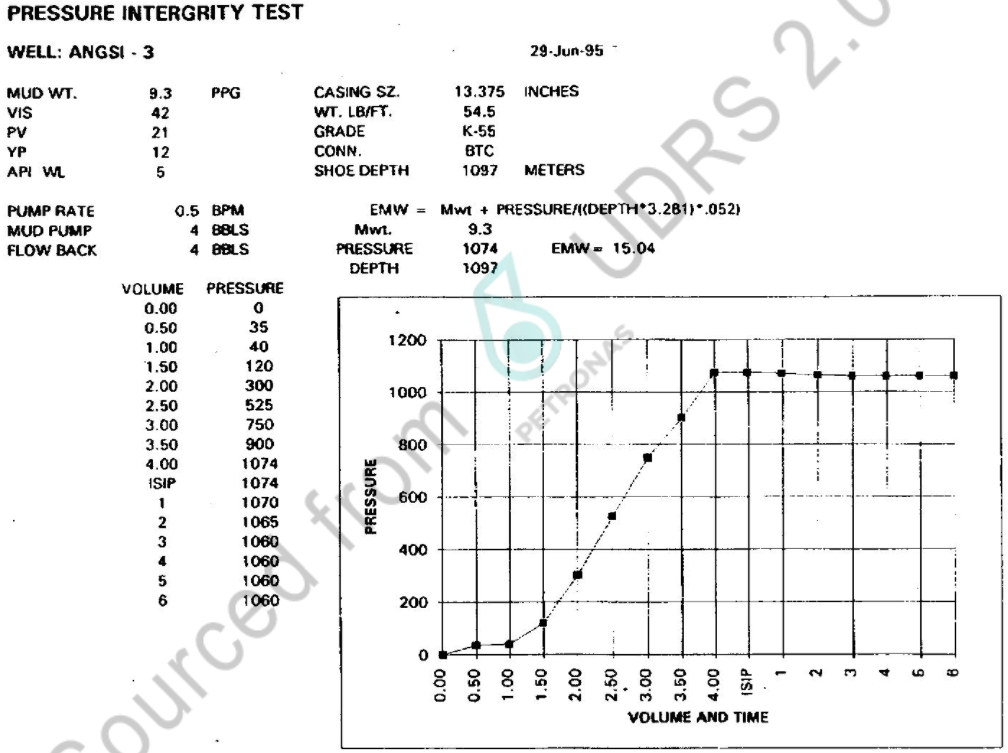 PRESSURE INTERGRITY TEST
WELL: ANGSI - 3 29-Jun-95
MUD WT. 9.3 PPG CASING SZ. 13.375 INCHES
VIS 42 WT. LB/FT. 54.5
PV 21 GRADE K-55
YP 12 CONN. BTC
API WL 5 SHOE DEPTH 1097 METERS
PUMP RATE 0.5 BPM EMW = Mwt + PRESSURE/((DEPTH*3.281)*.052)
MUD PUMP 4 BBLS Mwt. 9.3
FLOW BACK 4 BBLS PRESSURE 1074 EMW = 15.04
DEPTH 1097
VOLUME PRESSURE
0.00 0
0.50 35
1.00 40
1.50 120
2.00 300
2.50 525
3.00 750
3.50 900
4.00 1074
ISIP 1074
1 1070
2 1065
3 1060
4 1060
5 1060
6 1060
PRESSURE
1200
1000
800
600
400
200
0
0.00 0.50 1.00 1.50 2.00 2.50 3.00 3.50 4.00 ISIP 1 2 3 4 5 6
VOLUME AND TIME
Sourced from PETRONAS UDRS 2.0